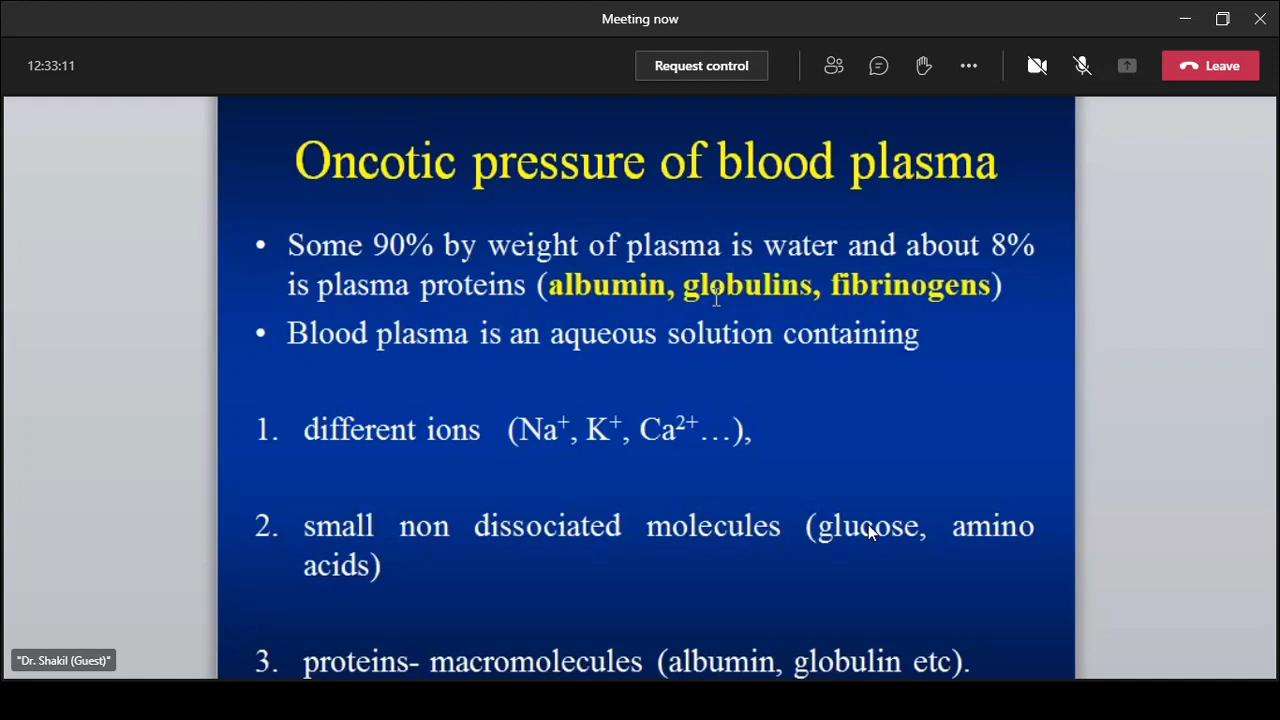 Meeting now
12:33:11
Request control
Leave
Oncotic pressure of blood plasma
• Some 90% by weight of plasma is water and about 8%
is plasma proteins (albumin, globulins, fibrinogens)
• Blood plasma is an aqueous solution containing
1. different ions (Na⁺, K⁺, Ca²⁺…),
2. small non dissociated molecules (glucose, amino
acids)
3. proteins- macromolecules (albumin, globulin etc).
"Dr. Shakil (Guest)"